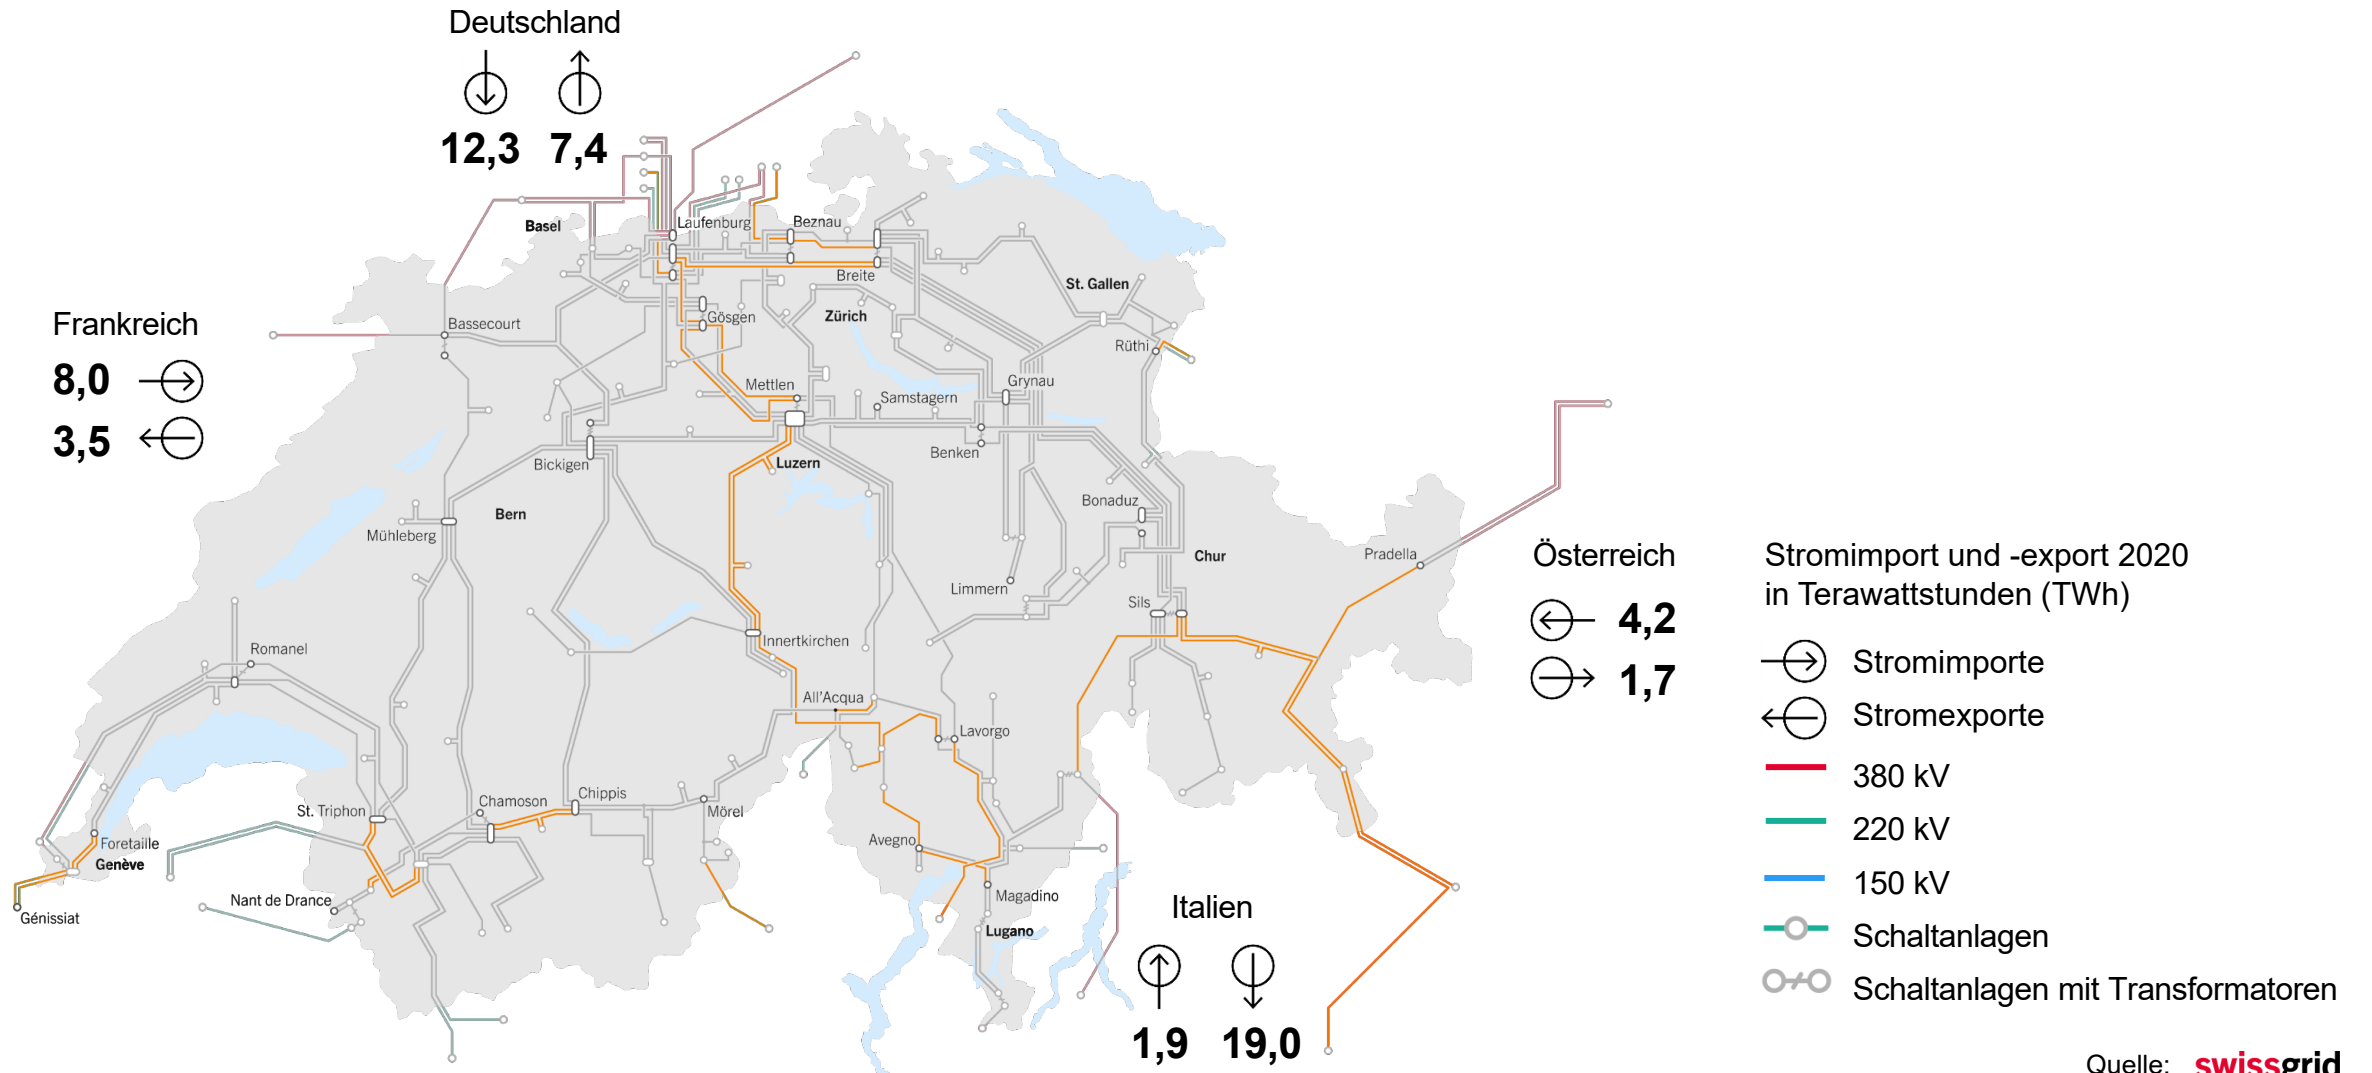 Deutschland
12,3 7,4
Basel
Laufenburg
Beznau
Breite
St. Gallen
Frankreich
8,0
3,5
Bassecourt
Gösgen
Zürich
Rüthi
Mettlen
Grynau
Samstagern
Benken
Bickigen
Luzern
Bonaduz
Bern
Mühleberg
Chur
Pradella
Österreich
4,2
1,7
Limmern
Sils
Innertkirchen
Romanel
All'Acqua
Lavorgo
Chamoson
Chippis
St. Triphon
Mörel
Foretaille
Genève
Avegno
Nant de Drance
Magadino
Génissiat
Lugano
Italien
1,9 19,0
Stromimport und -export 2020
in Terawattstunden (TWh)
Stromimporte
Stromexporte
380 kV
220 kV
150 kV
Schaltanlagen
Schaltanlagen mit Transformatoren
Quelle: swissgrid